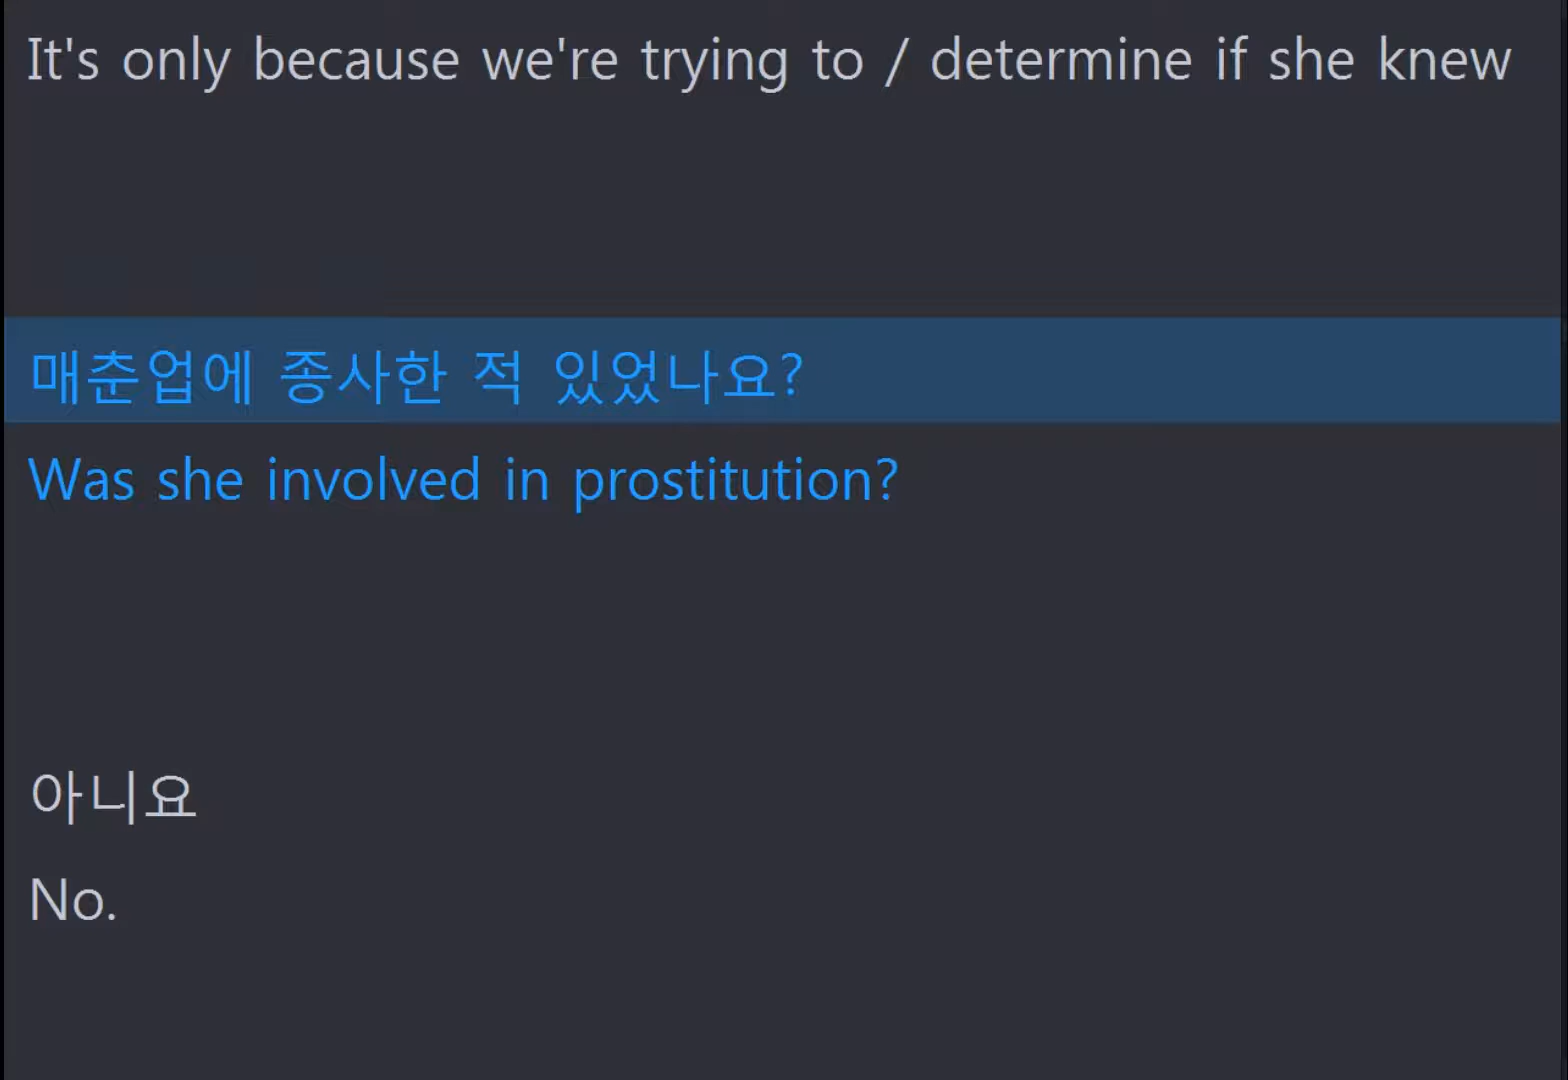 It's only because we're trying to / determine if she knew
매춘업에 종사한 적 있었나요?
Was she involved in prostitution?
아니요
No.